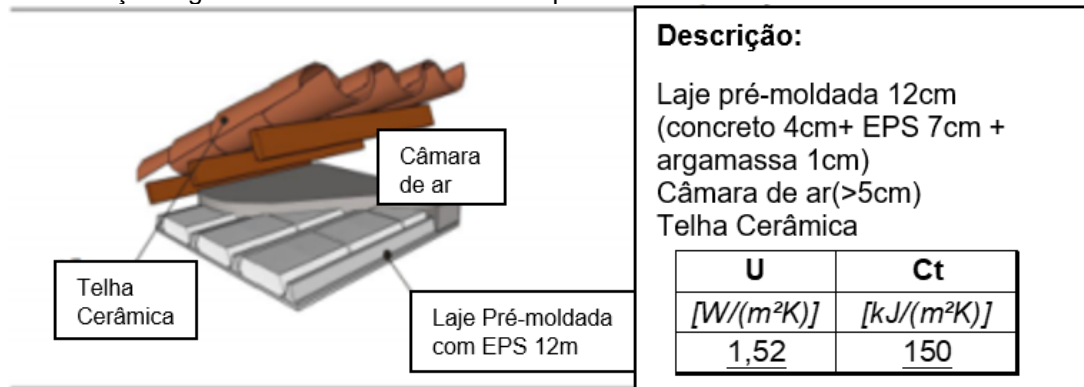 Câmara
de ar
Telha
Cerâmica
Laje Pré-moldada
com EPS 12m
Descrição:
Laje pré-moldada 12cm
(concreto 4cm+ EPS 7cm +
argamassa 1cm)
Câmara de ar(>5cm)
Telha Cerâmica
U Ct
[W/(m²K)] [kJ/(m²K)]
1,52 150